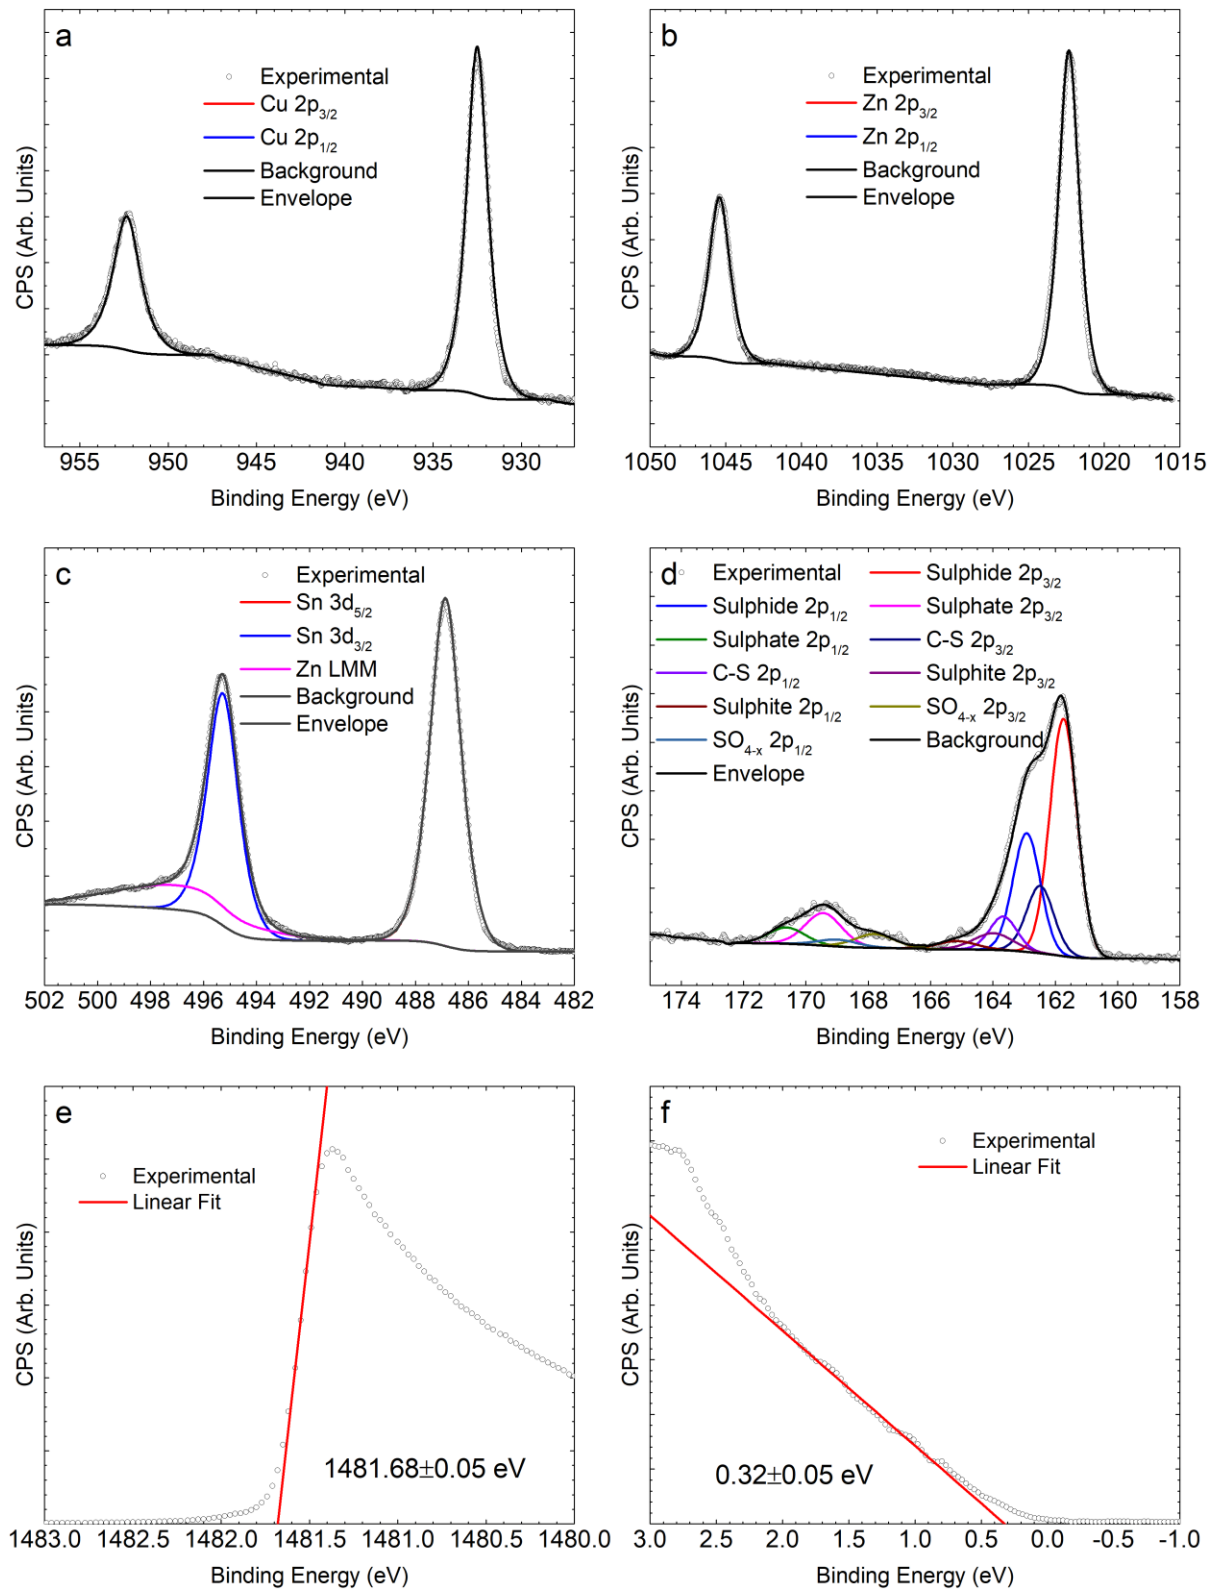 a
Experimental
Cu 2p3/2
Cu 2p1/2
Background
Envelope
CPS (Arb. Units)
955 950 945 940 935 930
Binding Energy (eV)
b
Experimental
Zn 2p3/2
Zn 2p1/2
Background
Envelope
CPS (Arb. Units)
1050 1045 1040 1035 1030 1025 1020 1015
Binding Energy (eV)
c
Experimental
Sn 3d5/2
Sn 3d3/2
Zn LMM
Background
Envelope
CPS (Arb. Units)
502 500 498 496 494 492 490 488 486 484 482
Binding Energy (eV)
d
Experimental Sulphide 2p3/2
Sulphide 2p1/2 Sulphate 2p3/2
Sulphate 2p1/2 C-S 2p3/2
C-S 2p1/2 Sulphite 2p3/2
Sulphite 2p1/2 SO4-x 2p3/2
SO4-x 2p1/2 Background
Envelope
CPS (Arb. Units)
174 172 170 168 166 164 162 160 158
Binding Energy (eV)
e
Experimental
Linear Fit
1481.68±0.05 eV
CPS (Arb. Units)
1483.0 1482.5 1482.0 1481.5 1481.0 1480.5 1480.0
Binding Energy (eV)
f
Experimental
Linear Fit
0.32±0.05 eV
CPS (Arb. Units)
3.0 2.5 2.0 1.5 1.0 0.5 0.0 -0.5 -1.0
Binding Energy (eV)